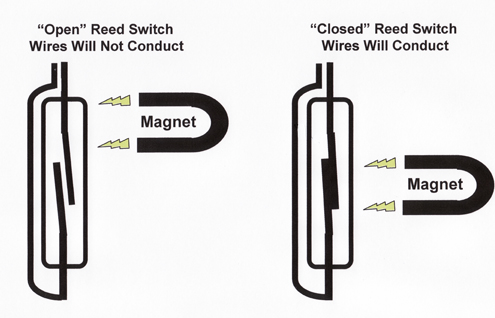 “Open” Reed Switch
Wires Will Not Conduct
Magnet
“Closed” Reed Switch
Wires Will Conduct
Magnet